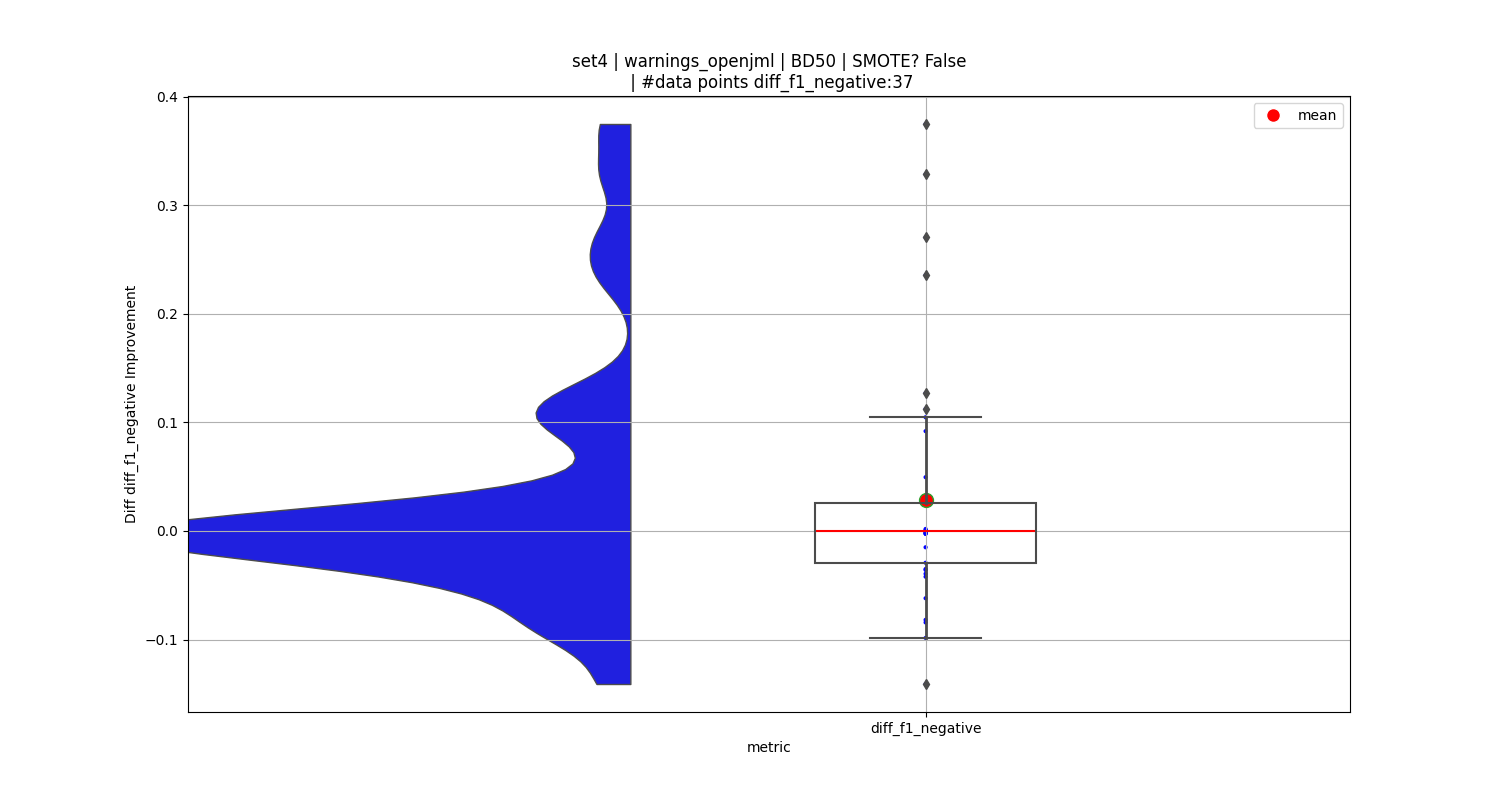 set4 | warnings_openjml | BD50 | SMOTE? False
| #data points diff_f1_negative:37
mean
0.4
0.3
0.2
0.1
0.0
−0.1
Diff diff_f1_negative Improvement
diff_f1_negative
metric